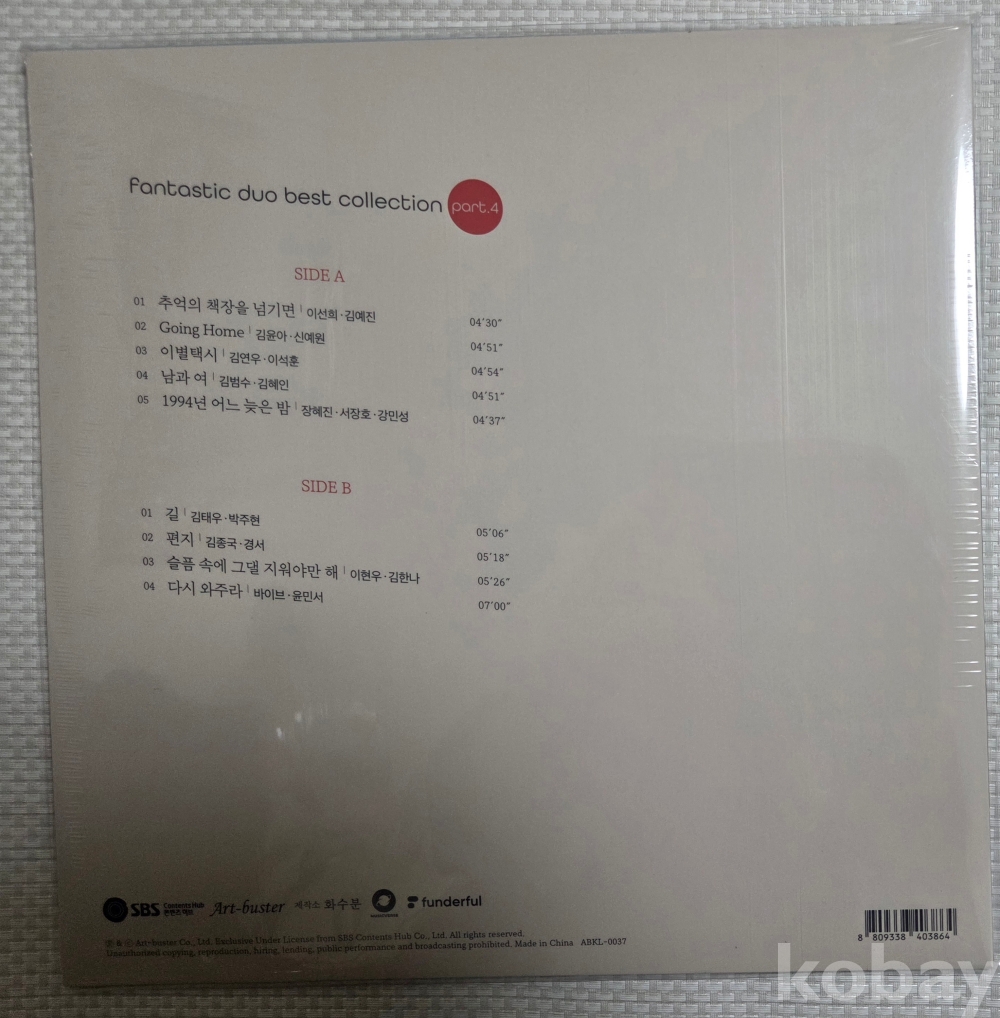 fantastic duo best collection part.4
SIDE A
01 추억의 책장을 넘기면 | 이선희·김예진 04'30"
02 Going Home | 김윤아·신예원 04'51"
03 이별택시 | 김연우·이석훈 04'54"
04 남과 여 | 김범수·김혜인 04'51"
05 1994년 어느 늦은 밤 | 장혜진·서장호·강민성 04'37"
SIDE B
01 길 | 김태우·박주현 05'06"
02 편지 | 김종국·경서 05'18"
03 슬픔 속에 그댈 지워야만 해 | 이현우·김한나 05'26"
04 다시 와주라 | 바이브·윤민서 07'00"
SBS Contents Hub 콘텐츠허브 Art-buster 제작소 화수분 funderful
℗ & © Art-buster Co., Ltd. Exclusive Under License from SBS Contents Hub Co., Ltd. All rights reserved.
Unauthorized copying, reproduction, hiring, lending, public performance and broadcasting prohibited. Made in China ABKL-0037
8 809338 403864
kobay